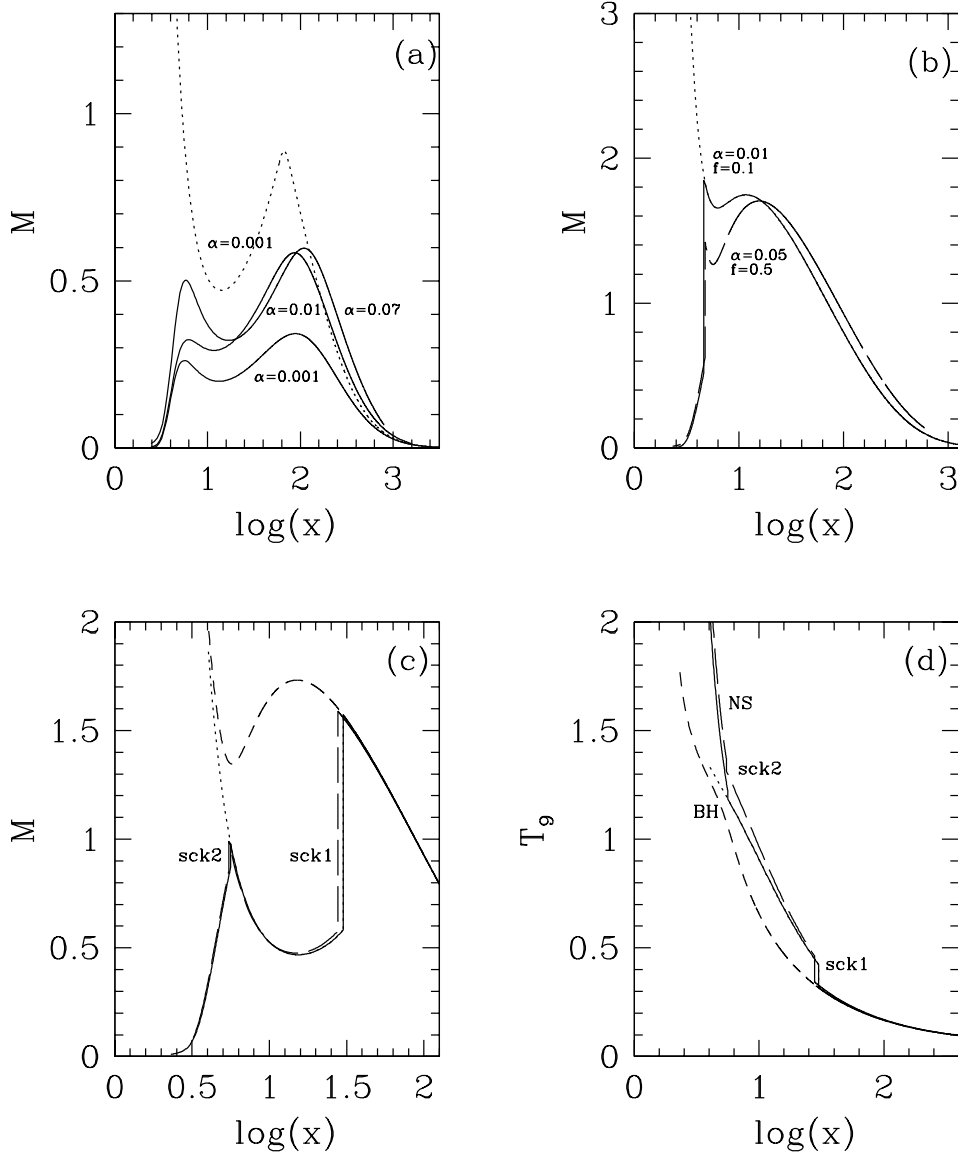 (a)
1
0.5
0
M
α=0.001
α=0.01
α=0.07
α=0.001
0 1 2 3
log(x)
(b)
3
2
1
0
M
α=0.01
f=0.1
α=0.05
f=0.5
0 1 2 3
log(x)
(c)
2
1.5
1
0.5
0
M
sck2
sck1
0 0.5 1 1.5 2
log(x)
(d)
2
1.5
1
0.5
0
T9
NS
sck2
BH
sck1
0 1 2
log(x)